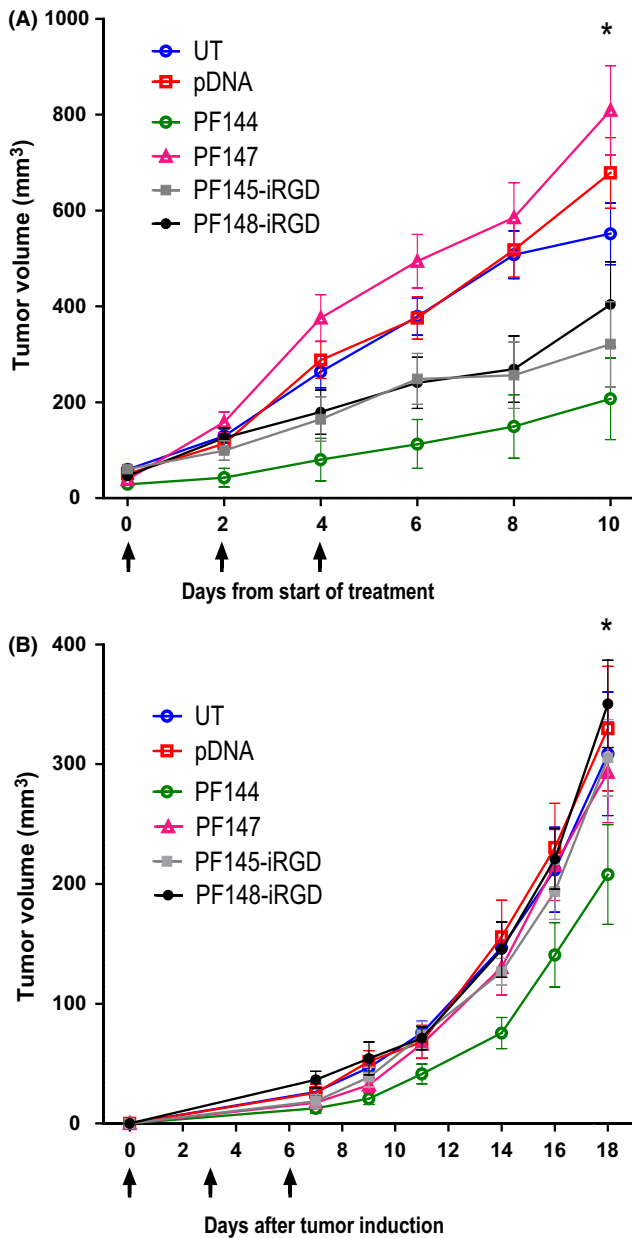 (A)
1000
*
UT
pDNA
800
PF144
PF147
PF145-iRGD
600
PF148-iRGD
Tumor volume (mm³)
400
200
0
0 2 4 6 8 10
Days from start of treatment
(B)
*
400
UT
pDNA
PF144
300
PF147
PF145-iRGD
PF148-iRGD
Tumor volume (mm³)
200
100
0
0 2 4 6 8 9 11 12 14 16 18
Days after tumor induction